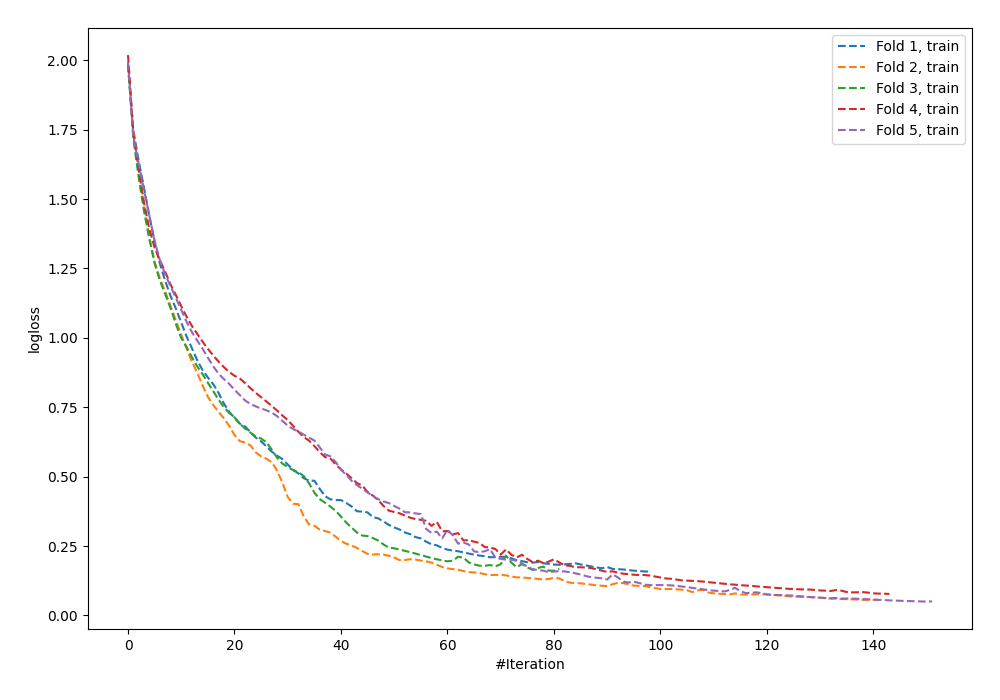 Fold 1, train
Fold 2, train
Fold 3, train
Fold 4, train
Fold 5, train
2.00
1.75
1.50
1.25
1.00
0.75
0.50
0.25
0.00
logloss
0 20 40 60 80 100 120 140
#Iteration